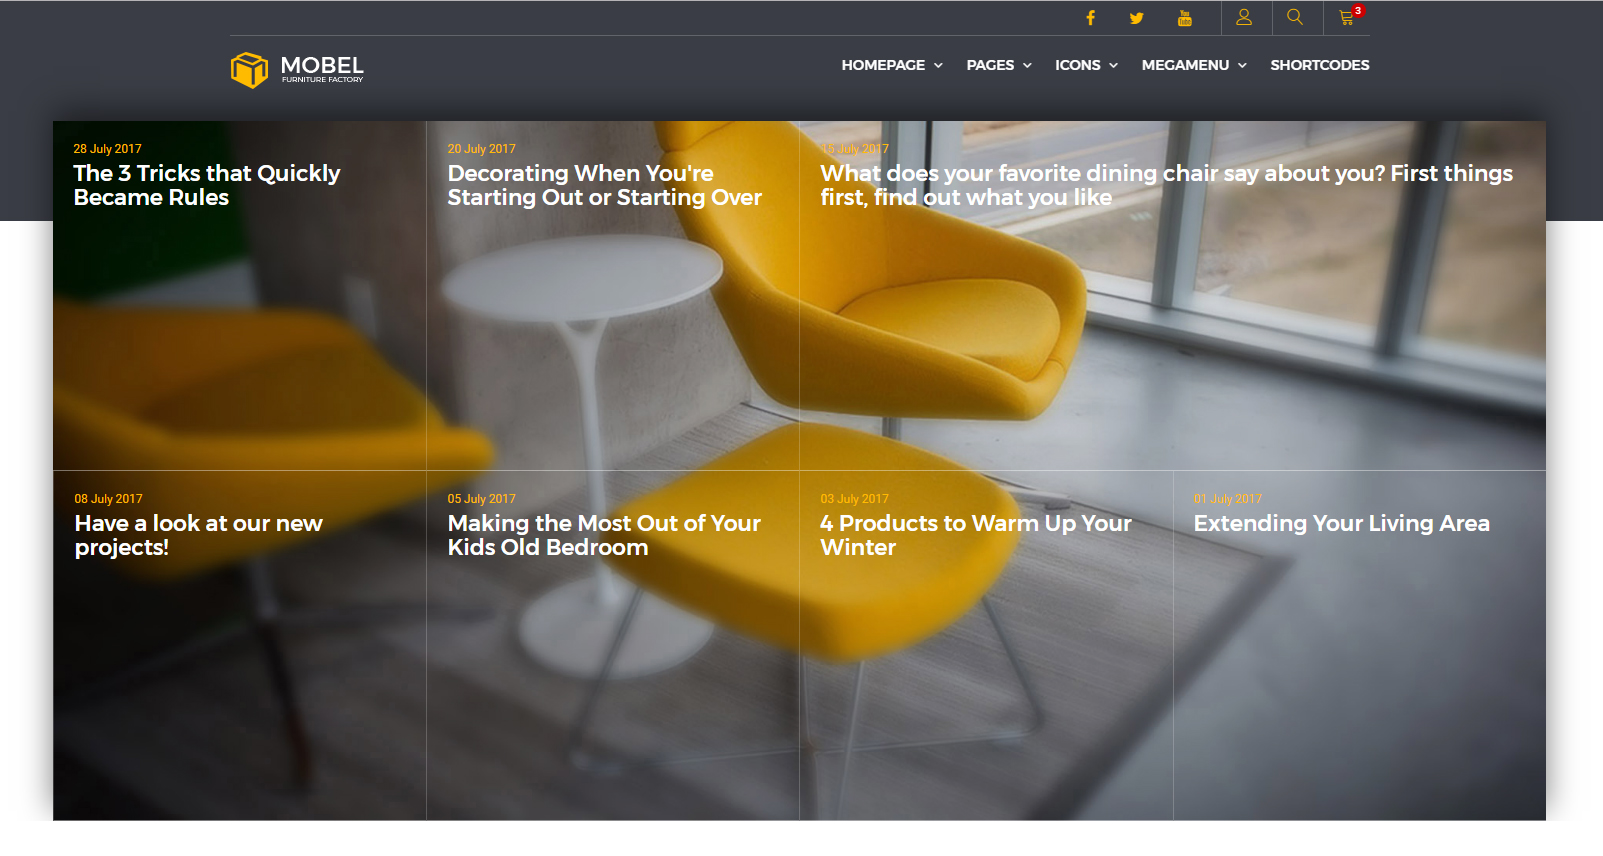 You
Tube
3
MOBEL
FURNITURE FACTORY
HOMEPAGE
PAGES
ICONS
MEGAMENU
SHORTCODES
28 July 2017
The 3 Tricks that Quickly
Became Rules
20 July 2017
Decorating When You're
Starting Out or Starting Over
15 July 2017
What does your favorite dining chair say about you? First things
first, find out what you like
08 July 2017
Have a look at our new
projects!
05 July 2017
Making the Most Out of Your
Kids Old Bedroom
03 July 2017
4 Products to Warm Up Your
Winter
01 July 2017
Extending Your Living Area